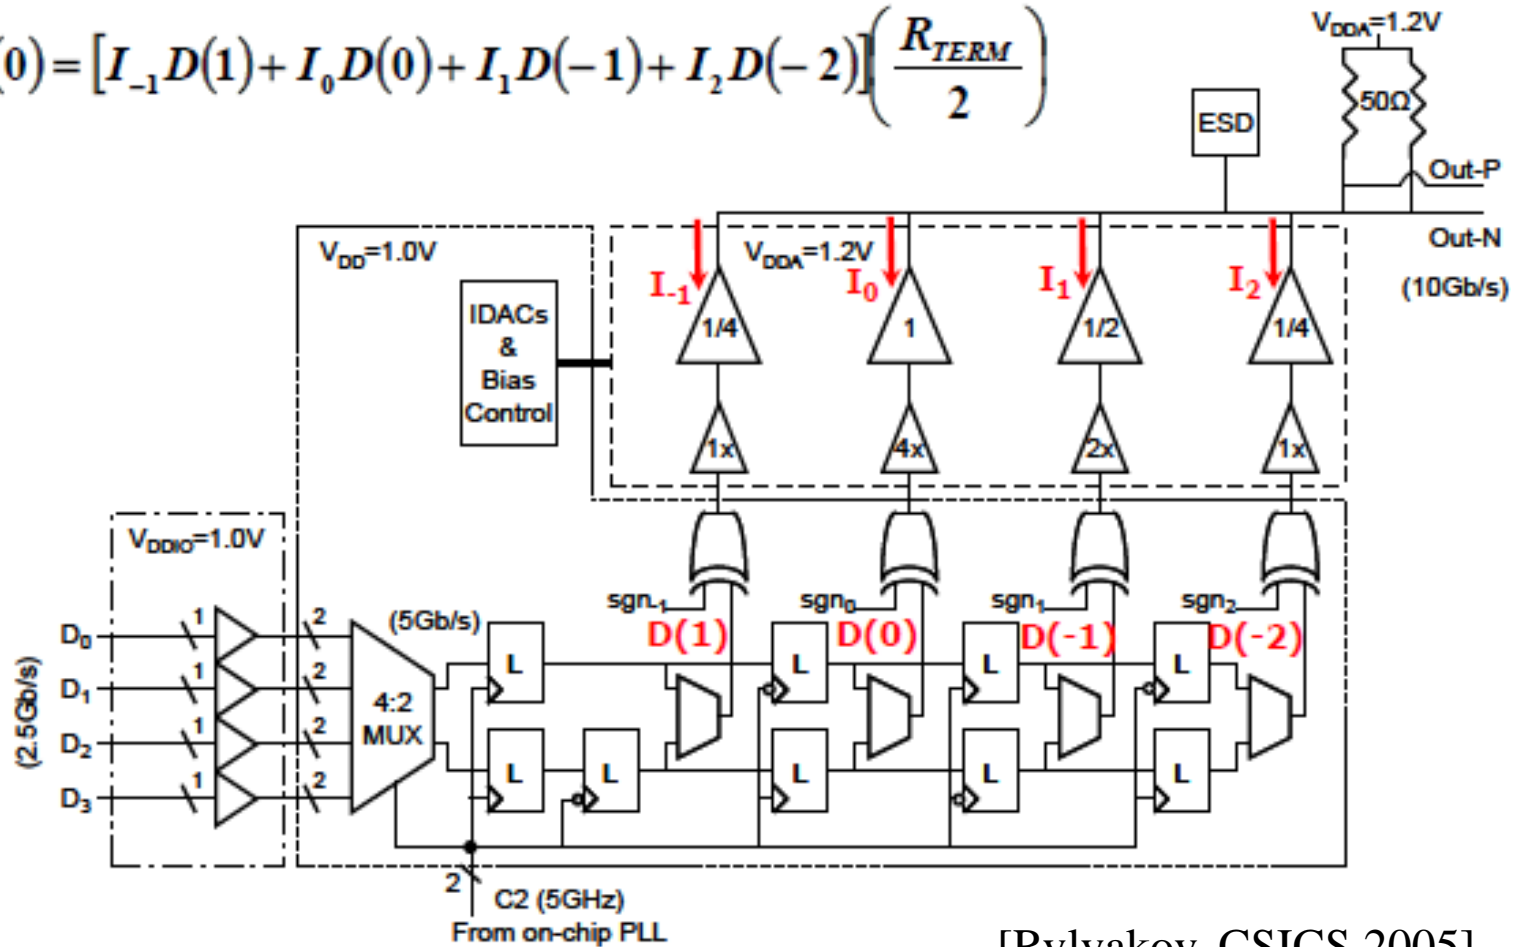 (0) = [I₋₁D(1) + I₀D(0) + I₁D(−1) + I₂D(−2)](R_TERM / 2)
V_DDA=1.2V
50Ω
ESD
Out-P
Out-N
(10Gb/s)
V_DD=1.0V
V_DDA=1.2V
I₋₁ I₀ I₁ I₂
IDACs
&
Bias
Control
1/4 1 1/2 1/4
1x 4x 2x 1x
V_DDIO=1.0V
sgn₋₁ sgn₀ sgn₁ sgn₂
D(1) D(0) D(-1) D(-2)
(5Gb/s)
(2.5Gb/s)
D₀ 1 2
D₁ 1 2
D₂ 1 2
D₃ 1 2
4:2
MUX
L L L L
L L L L L
2
C2 (5GHz)
From on-chip PLL
[Rylyakov CSICS 2005]